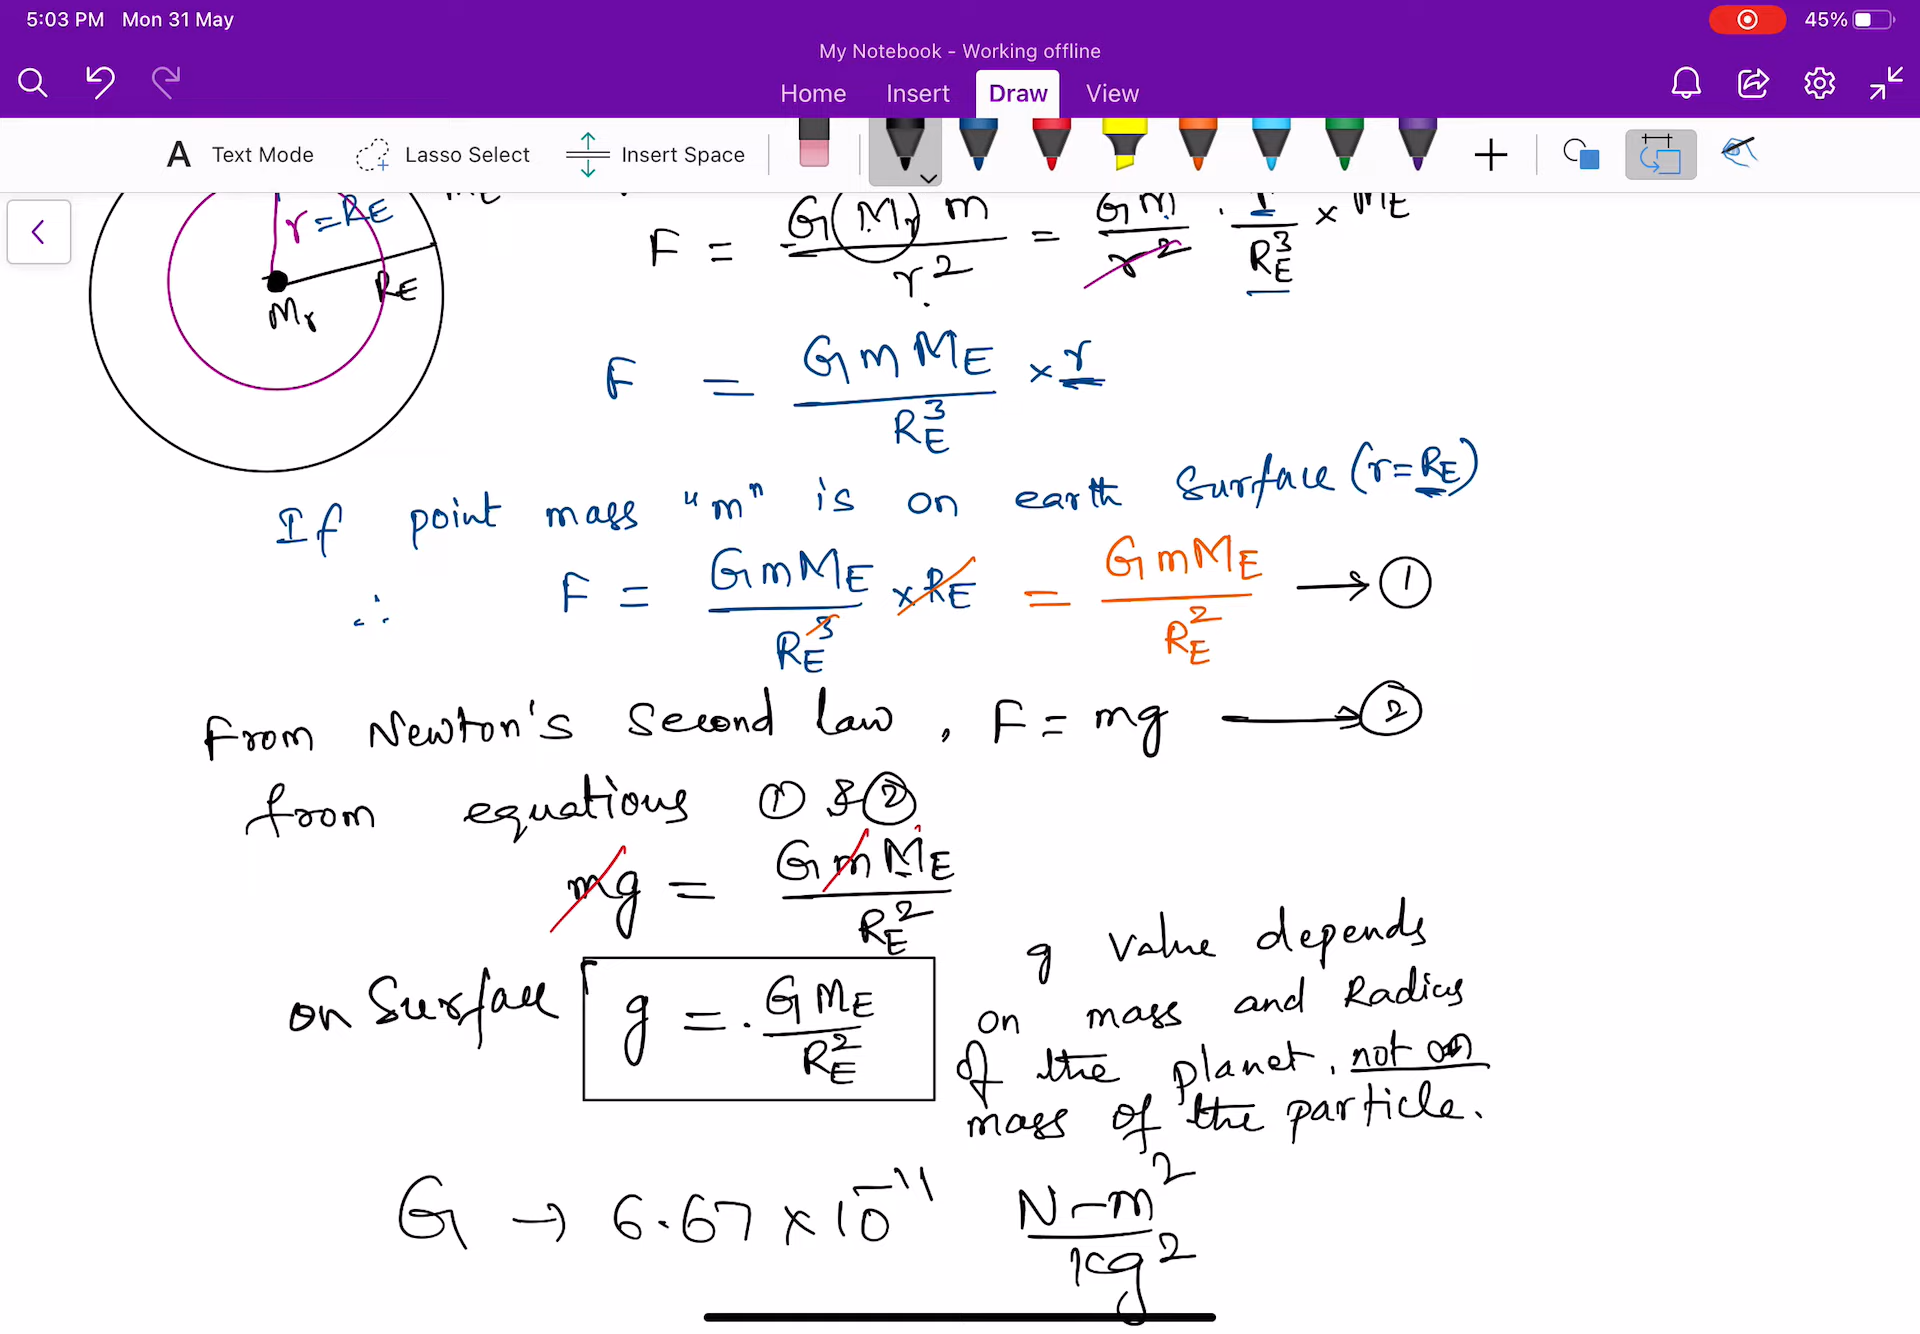 5:03 PM Mon 31 May 45%
My Notebook - Working offline
Home Insert Draw View
A Text Mode Lasso Select Insert Space
r = RE
ME
RE
Mr
F = G(Mr)m / r² = Gm / r² · r / RE³ × ME
F = GmME / RE³ × r
If point mass "m" is on earth surface (r = RE)
∴ F = GmME / RE³ × RE = GmME / RE² → ①
From Newton's Second law, F = mg → ②
from equations ① & ②
mg = GmME / RE²
on Surface g = GME / RE²
g value depends
on mass and Radius
of the planet, not on
mass of the particle.
G → 6.67 × 10⁻¹¹ N-m² / kg²